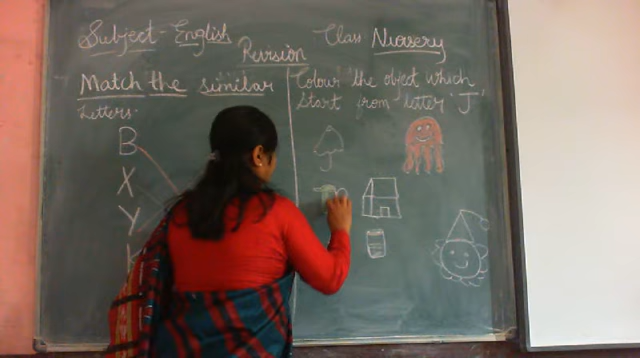 Subject - English
Class Nursery
Revision
Match the similar
Letters.
B
X
Y
Colour the object which
Start from letter 'J'